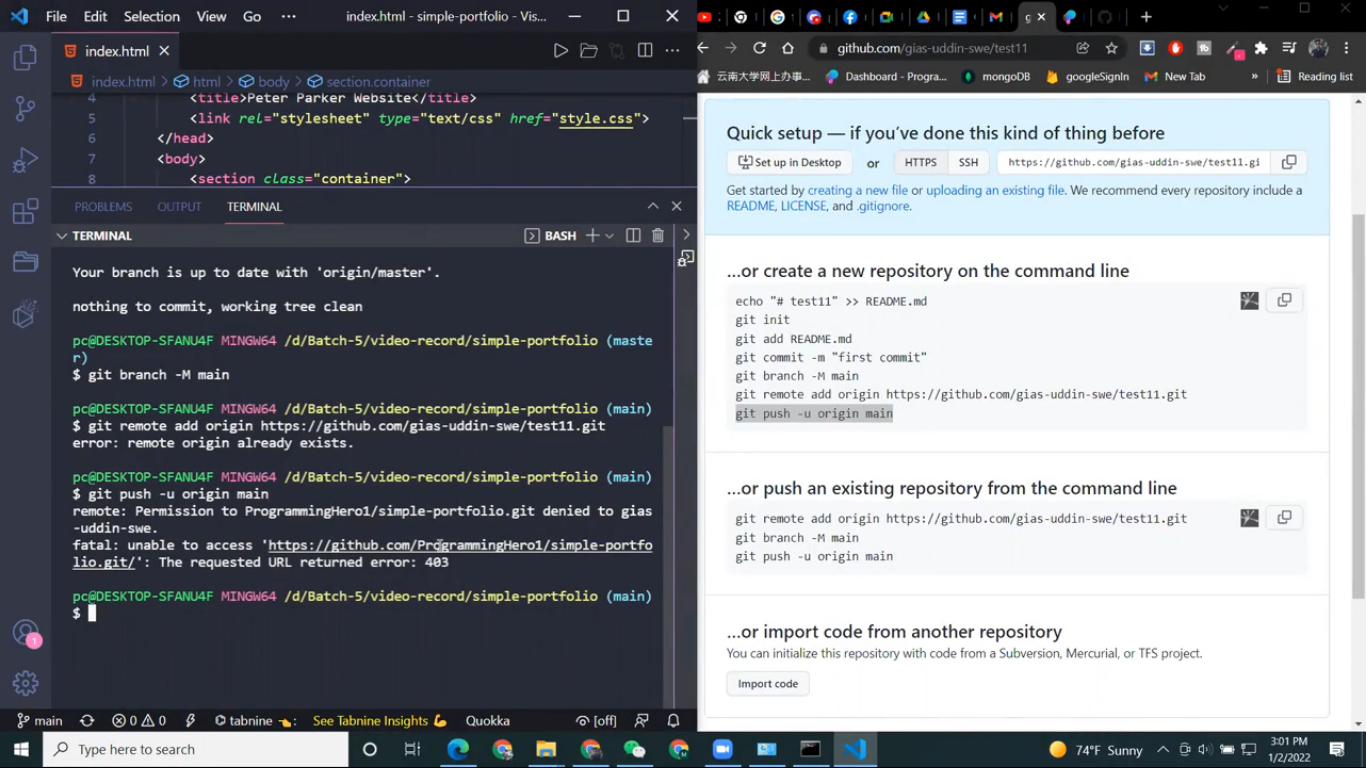 File Edit Selection View Go ··· index.html - simple-portfolio - Vis...
index.html
index.html > html > body > section.container
4 <title>Peter Parker Website</title>
5 <link rel="stylesheet" type="text/css" href="style.css">
6 </head>
7 <body>
8 <section class="container">
PROBLEMS OUTPUT TERMINAL
TERMINAL BASH
Your branch is up to date with 'origin/master'.
nothing to commit, working tree clean
pc@DESKTOP-SFANU4F MINGW64 /d/Batch-5/video-record/simple-portfolio (maste
r)
$ git branch -M main
pc@DESKTOP-SFANU4F MINGW64 /d/Batch-5/video-record/simple-portfolio (main)
$ git remote add origin https://github.com/gias-uddin-swe/test11.git
error: remote origin already exists.
pc@DESKTOP-SFANU4F MINGW64 /d/Batch-5/video-record/simple-portfolio (main)
$ git push -u origin main
remote: Permission to ProgrammingHero1/simple-portfolio.git denied to gias
-uddin-swe.
fatal: unable to access 'https://github.com/ProgrammingHero1/simple-portfo
lio.git/': The requested URL returned error: 403
pc@DESKTOP-SFANU4F MINGW64 /d/Batch-5/video-record/simple-portfolio (main)
$
1
main 0 0 tabnine : See Tabnine Insights Quokka [off]
github.com/gias-uddin-swe/test11
云南大学网上办事... Dashboard - Progra... mongoDB googleSignIn New Tab » Reading list
Quick setup — if you've done this kind of thing before
Set up in Desktop or HTTPS SSH https://github.com/gias-uddin-swe/test11.gi
Get started by creating a new file or uploading an existing file. We recommend every repository include a
README, LICENSE, and .gitignore.
...or create a new repository on the command line
echo "# test11" >> README.md
git init
git add README.md
git commit -m "first commit"
git branch -M main
git remote add origin https://github.com/gias-uddin-swe/test11.git
git push -u origin main
...or push an existing repository from the command line
git remote add origin https://github.com/gias-uddin-swe/test11.git
git branch -M main
git push -u origin main
...or import code from another repository
You can initialize this repository with code from a Subversion, Mercurial, or TFS project.
Import code
Type here to search
74°F Sunny
3:01 PM
1/2/2022